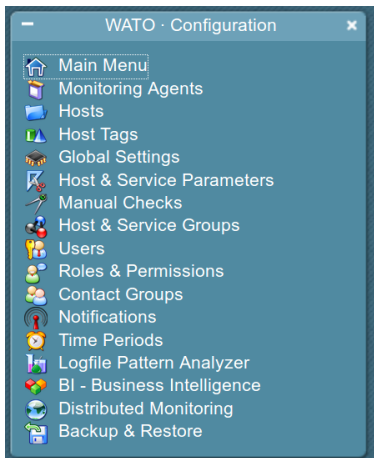 WATO · Configuration
Main Menu
Monitoring Agents
Hosts
Host Tags
Global Settings
Host & Service Parameters
Manual Checks
Host & Service Groups
Users
Roles & Permissions
Contact Groups
Notifications
Time Periods
Logfile Pattern Analyzer
BI - Business Intelligence
Distributed Monitoring
Backup & Restore